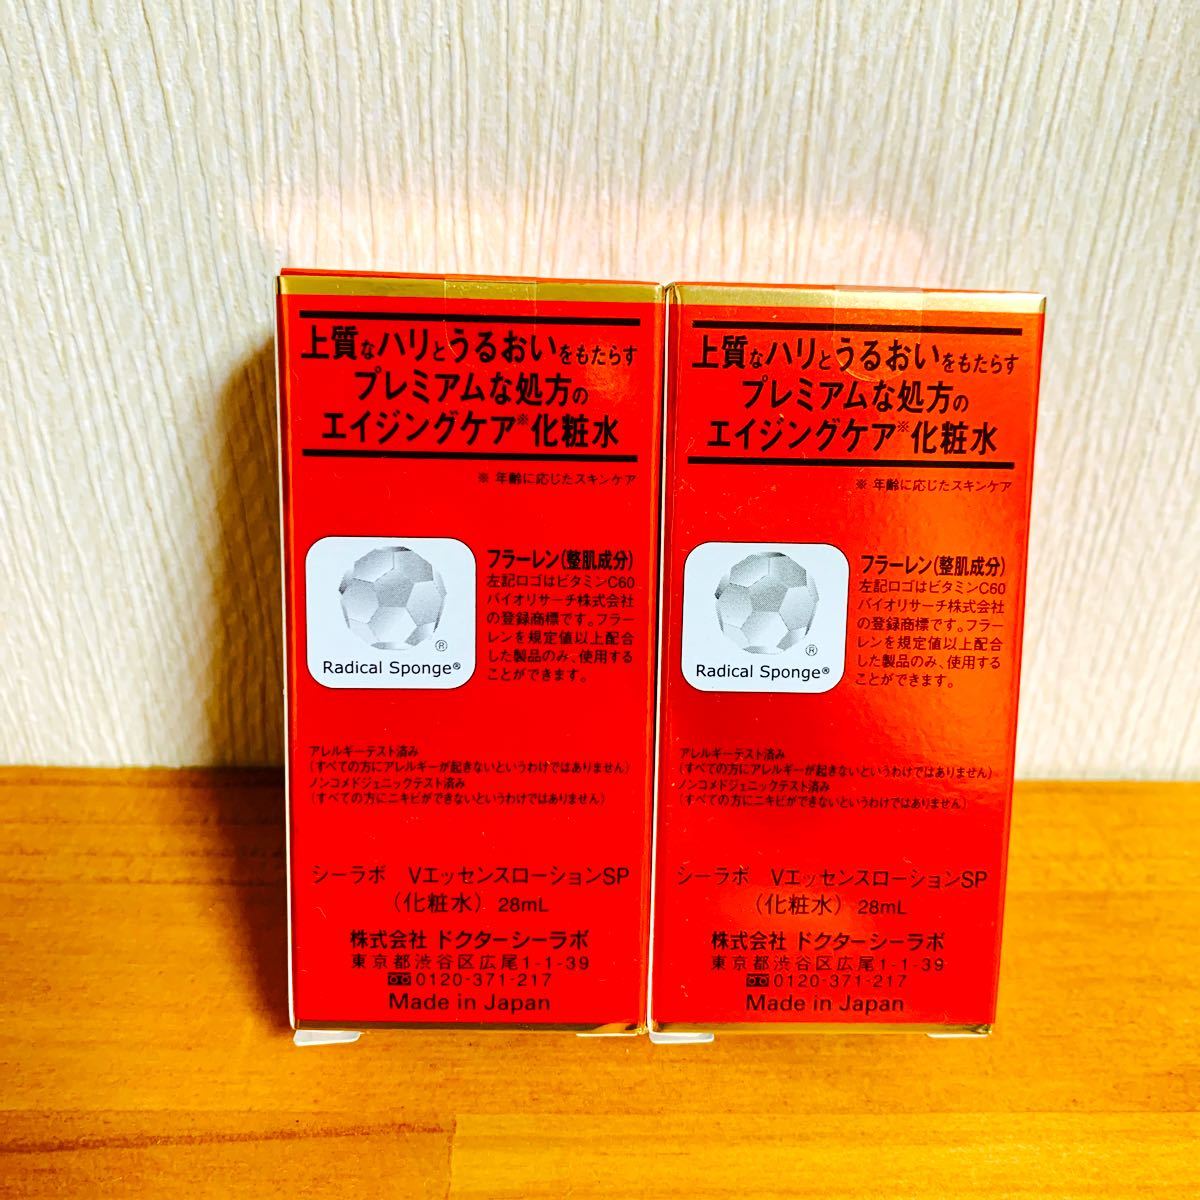 上質なハリとうるおいをもたらす
プレミアムな処方の
エイジングケア※化粧水
※ 年齢に応じたスキンケア
®
Radical Sponge®
フラーレン(整肌成分)
左記ロゴはビタミンC60
バイオリサーチ株式会社
の登録商標です。フラー
レンを規定値以上配合
した製品のみ、使用する
ことができます。
アレルギーテスト済み
(すべての方にアレルギーが起きないというわけではありません)
ノンコメドジェニックテスト済み
(すべての方にニキビができないというわけではありません)
シーラボ VエッセンスローションSP
(化粧水) 28mL
株式会社 ドクターシーラボ
東京都渋谷区広尾1-1-39
0120-371-217
Made in Japan
上質なハリとうるおいをもたらす
プレミアムな処方の
エイジングケア※化粧水
※ 年齢に応じたスキンケア
®
Radical Sponge®
フラーレン(整肌成分)
左記ロゴはビタミンC60
バイオリサーチ株式会社
の登録商標です。フラー
レンを規定値以上配合
した製品のみ、使用する
ことができます。
アレルギーテスト済み
(すべての方にアレルギーが起きないというわけではありません)
ノンコメドジェニックテスト済み
(すべての方にニキビができないというわけではありません)
シーラボ VエッセンスローションSP
(化粧水) 28mL
株式会社 ドクターシーラボ
東京都渋谷区広尾1-1-39
0120-371-217
Made in Japan